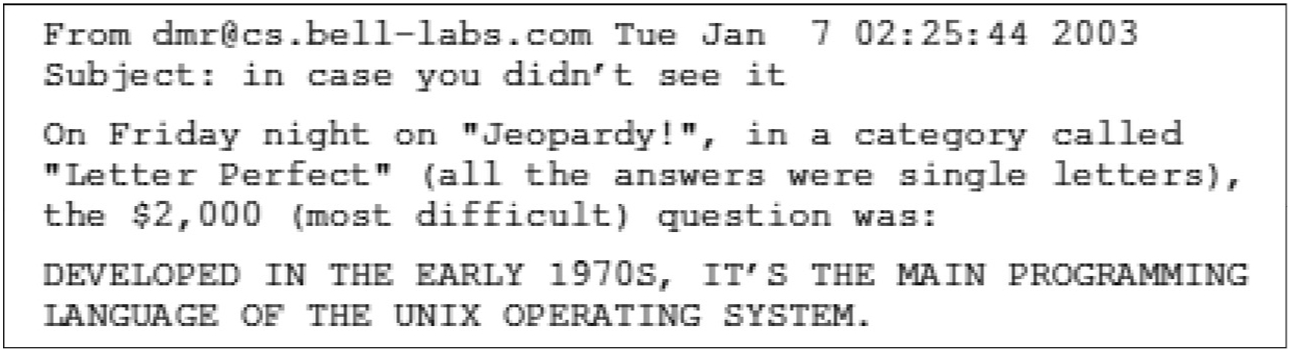 From dmr@cs.bell-labs.com Tue Jan  7 02:25:44 2003
Subject: in case you didn't see it
On Friday night on "Jeopardy!", in a category called
"Letter Perfect" (all the answers were single letters),
the $2,000 (most difficult) question was:
DEVELOPED IN THE EARLY 1970S, IT'S THE MAIN PROGRAMMING
LANGUAGE OF THE UNIX OPERATING SYSTEM.